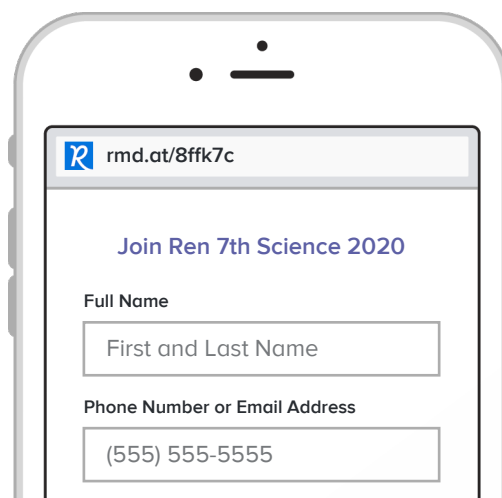 rmd.at/8ffk7c
Join Ren 7th Science 2020
Full Name
First and Last Name
Phone Number or Email Address
(555) 555-5555